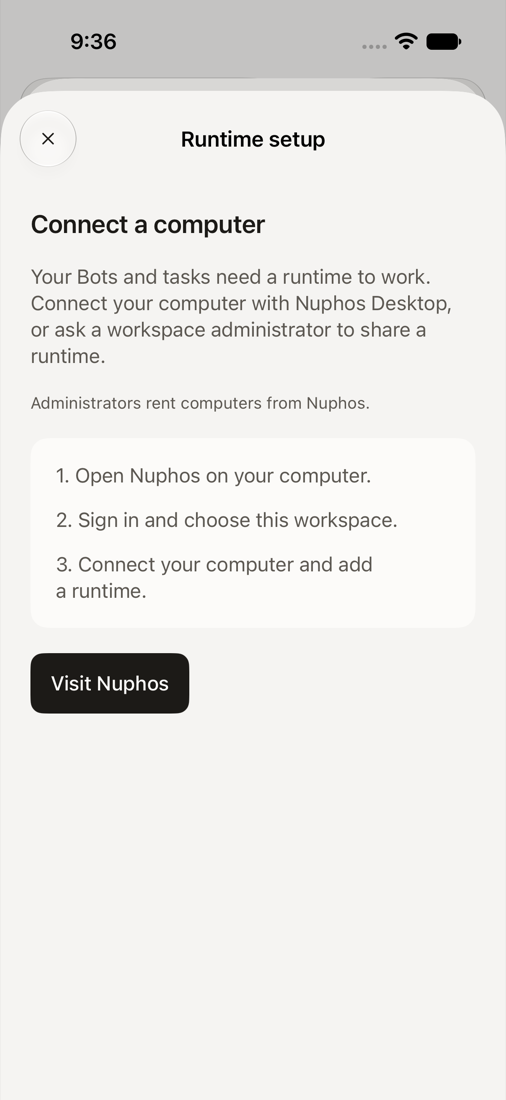 9:36
Runtime setup
Connect a computer
Your Bots and tasks need a runtime to work.
Connect your computer with Nuphos Desktop,
or ask a workspace administrator to share a
runtime.
Administrators rent computers from Nuphos.
1. Open Nuphos on your computer.
2. Sign in and choose this workspace.
3. Connect your computer and add
a runtime.
Visit Nuphos